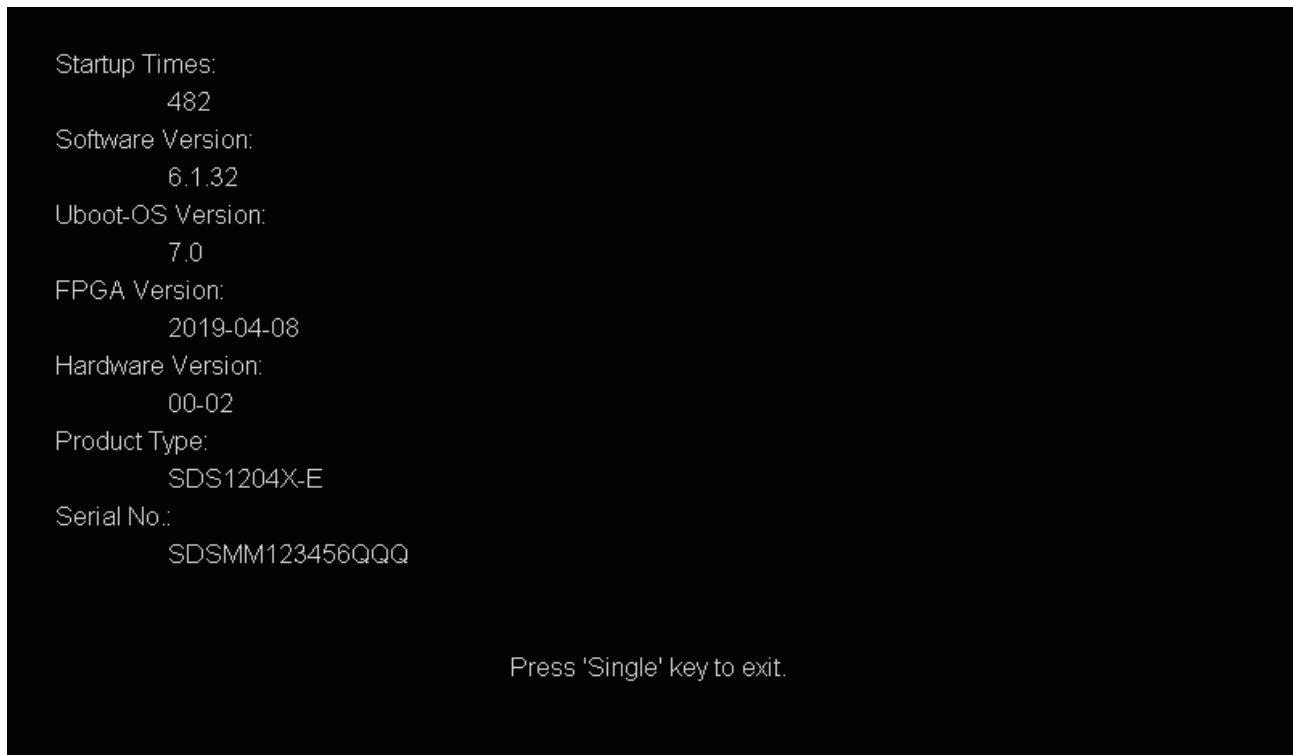 Startup Times:
482
Software Version:
6.1.32
Uboot-OS Version:
7.0
FPGA Version:
2019-04-08
Hardware Version:
00-02
Product Type:
SDS1204X-E
Serial No.:
SDSMM123456QQQ
Press 'Single' key to exit.